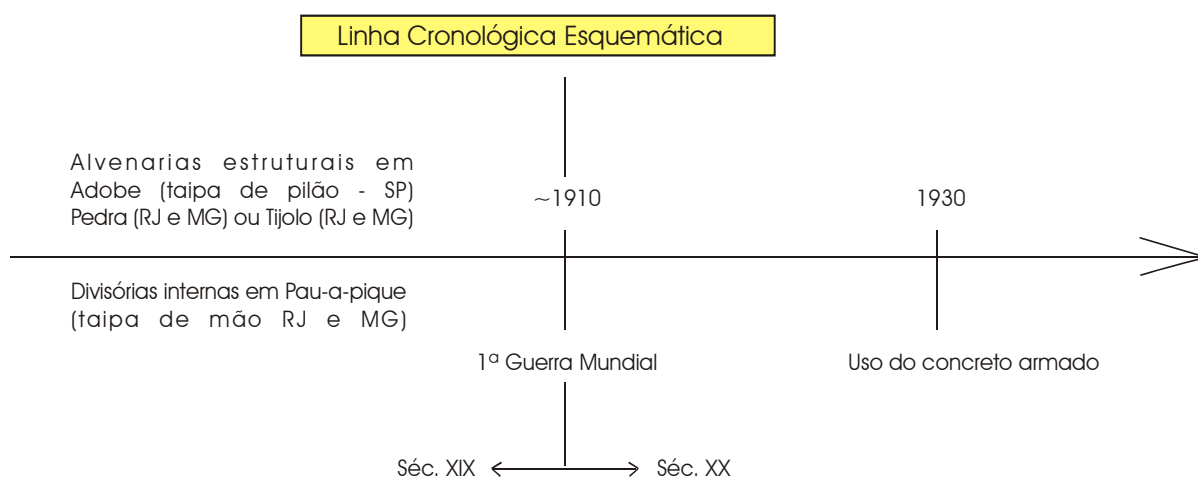 Linha Cronológica Esquemática
Alvenarias estruturais em
Adobe (taipa de pilão - SP)
Pedra (RJ e MG) ou Tijolo (RJ e MG)
~1910
1930
Divisórias internas em Pau-a-pique
(taipa de mão RJ e MG)
1ª Guerra Mundial
Uso do concreto armado
Séc. XIX
Séc. XX